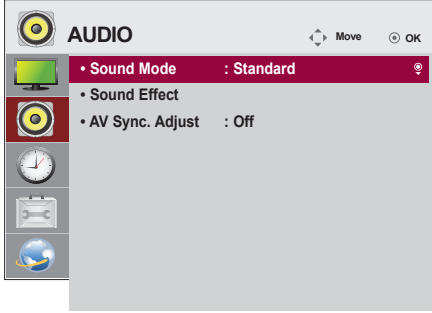 AUDIO Move OK
• Sound Mode : Standard
• Sound Effect
• AV Sync. Adjust : Off